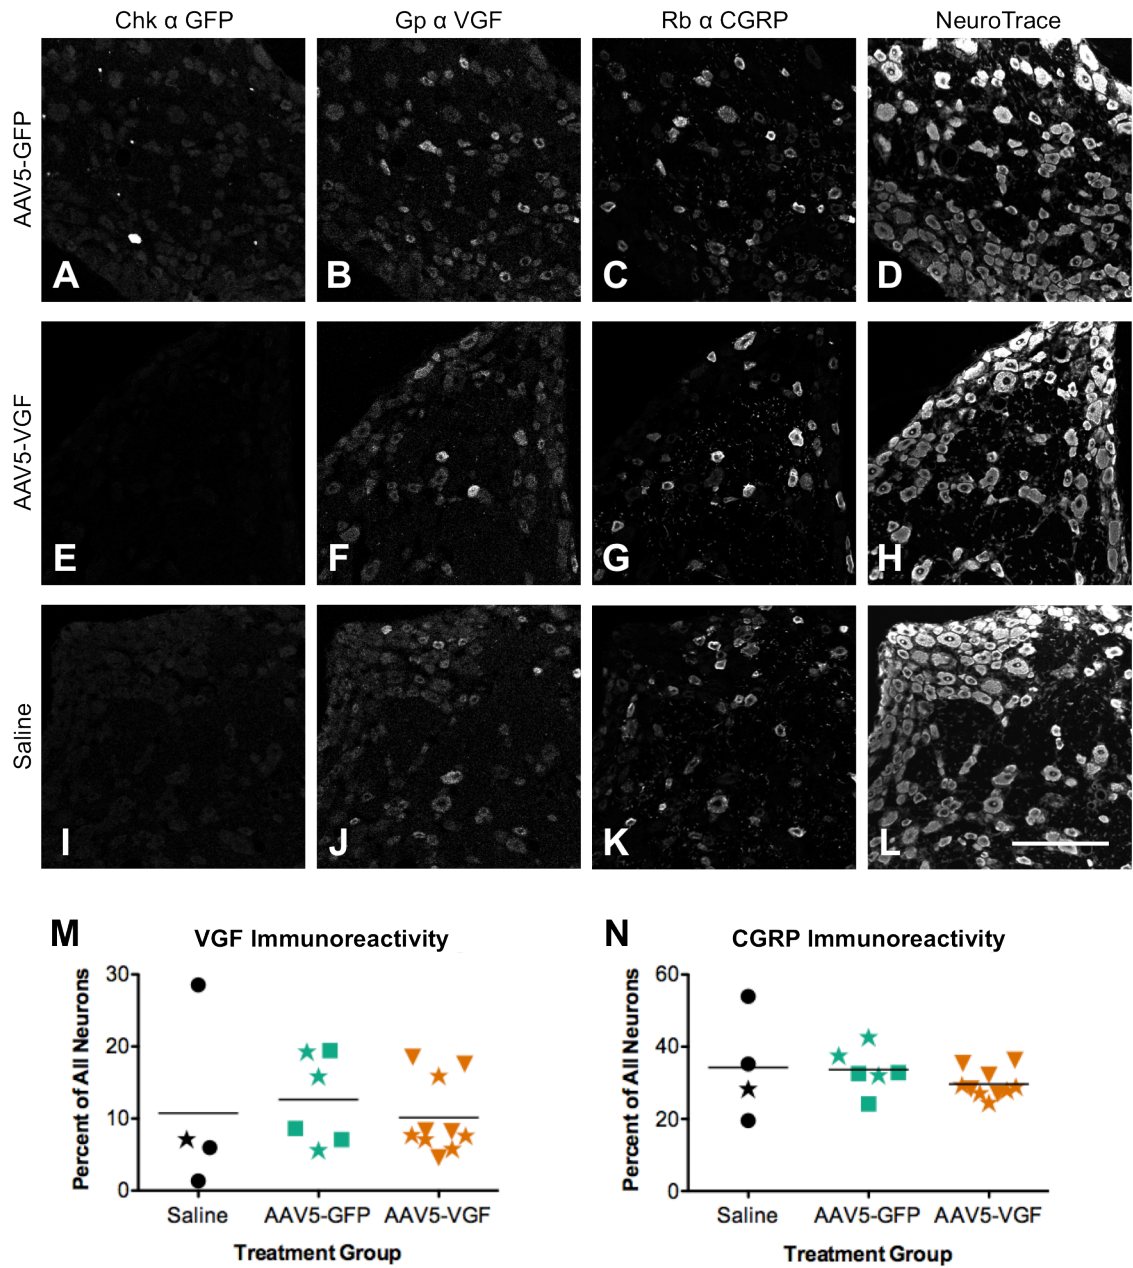 Chk α GFP
Gp α VGF
Rb α CGRP
NeuroTrace
AAV5-GFP
A
B
C
D
AAV5-VGF
E
F
G
H
Saline
I
J
K
L
M
VGF Immunoreactivity
Percent of All Neurons
30
20
10
0
Saline
AAV5-GFP
AAV5-VGF
Treatment Group
N
CGRP Immunoreactivity
Percent of All Neurons
60
40
20
0
Saline
AAV5-GFP
AAV5-VGF
Treatment Group